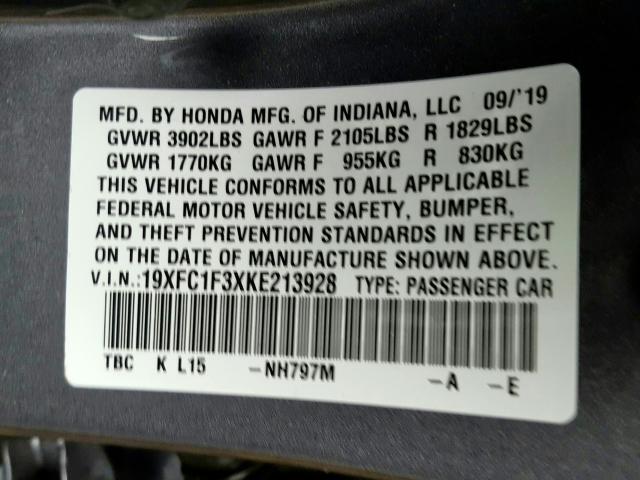 MFD. BY HONDA MFG. OF INDIANA, LLC 09/'19
GVWR 3902LBS GAWR F 2105LBS R 1829LBS
GVWR 1770KG GAWR F 955KG R 830KG
THIS VEHICLE CONFORMS TO ALL APPLICABLE
FEDERAL MOTOR VEHICLE SAFETY, BUMPER,
AND THEFT PREVENTION STANDARDS IN EFFECT
ON THE DATE OF MANUFACTURE SHOWN ABOVE.
V.I.N.:19XFC1F3XKE213928 TYPE: PASSENGER CAR
TBC K L15 -NH797M -A -E